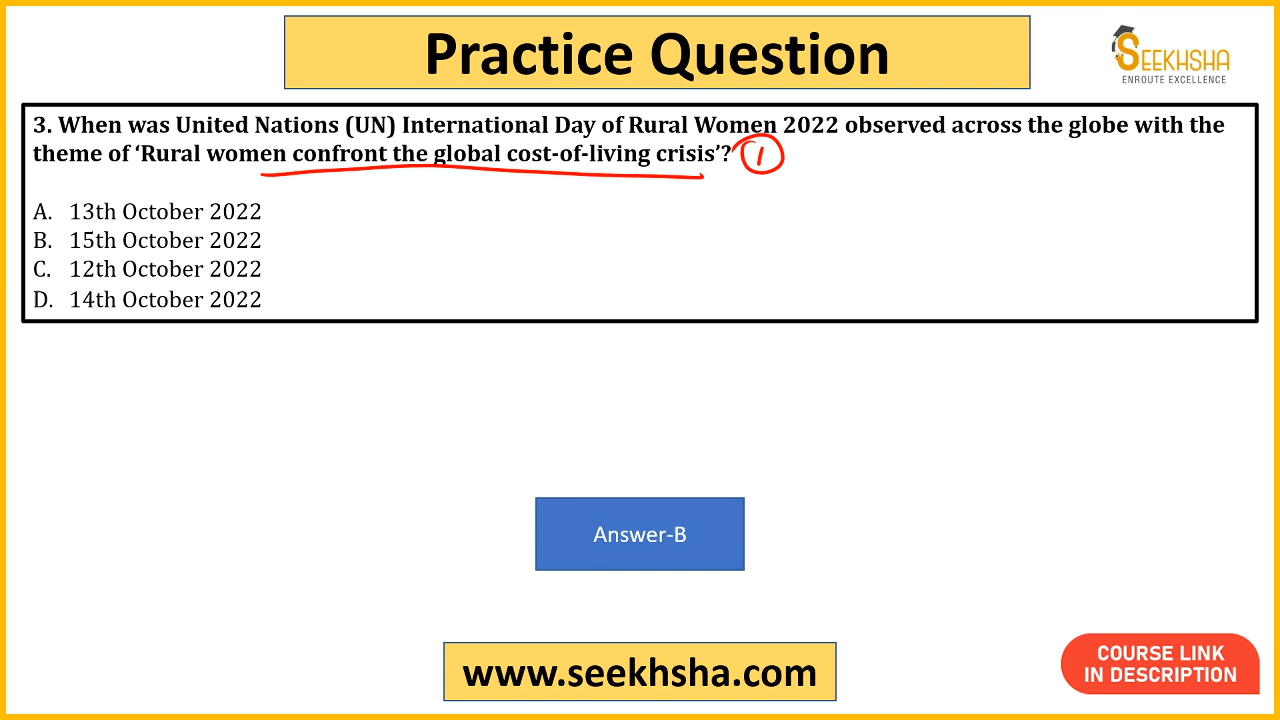 Practice Question
SEEKHSHA
ENROUTE EXCELLENCE
3. When was United Nations (UN) International Day of Rural Women 2022 observed across the globe with the
theme of ‘Rural women confront the global cost-of-living crisis’?
1
A. 13th October 2022
B. 15th October 2022
C. 12th October 2022
D. 14th October 2022
Answer-B
www.seekhsha.com
COURSE LINK
IN DESCRIPTION